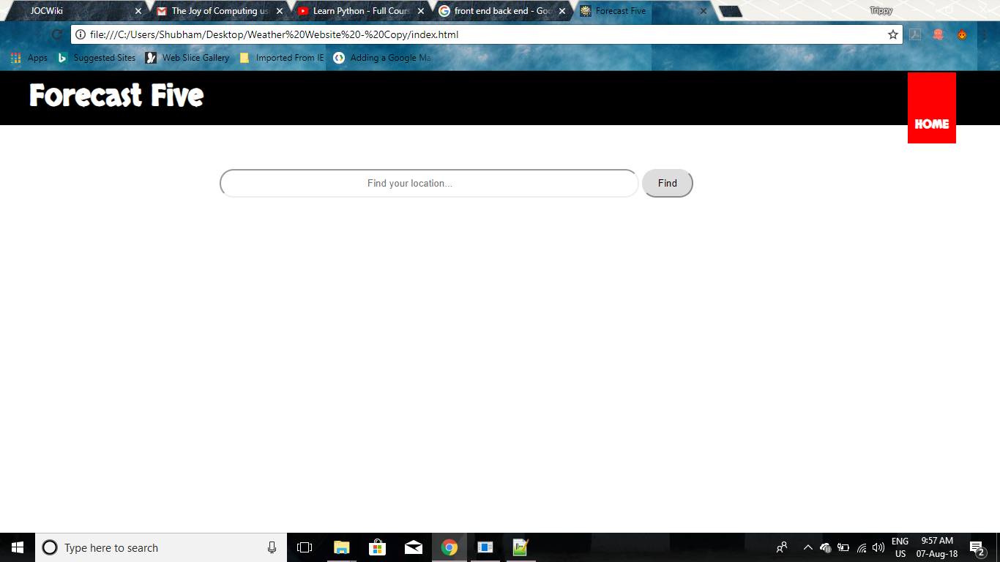 JOCWiki
The Joy of Computing us
Learn Python - Full Cours
front end back end - Goo
Forecast Five
Trippy
file:///C:/Users/Shubham/Desktop/Weather%20Website%20-%20Copy/index.html
Apps Suggested Sites Web Slice Gallery Imported From IE Adding a Google Ma
Forecast Five
HOME
Find your location... Find
Type here to search
ENG
US
9:57 AM
07-Aug-18
2